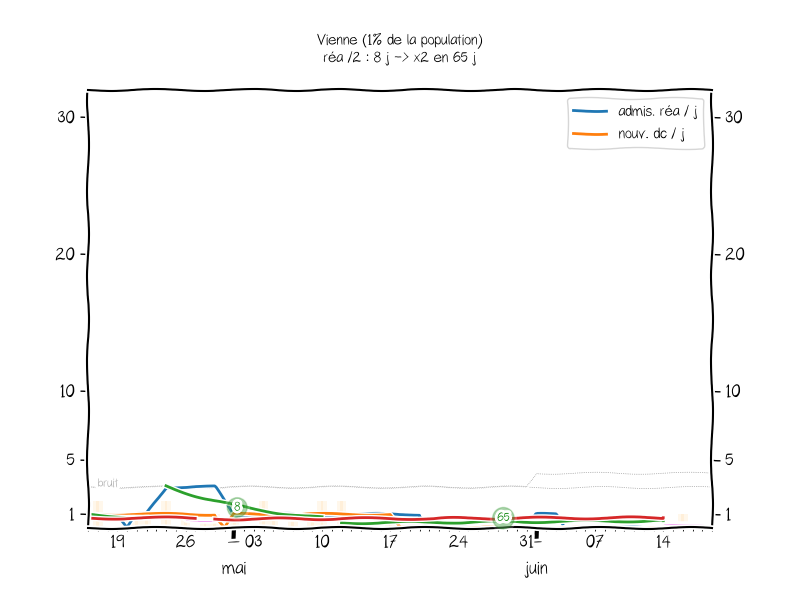 Vienne (1% de la population)
réa /2 : 8 j -> x2 en 65 j
30
20
10
5
1
30
20
10
5
1
admis. réa / j
nouv. dc / j
bruit
8
65
19 26 03 10 17 24 31 07 14
mai juin